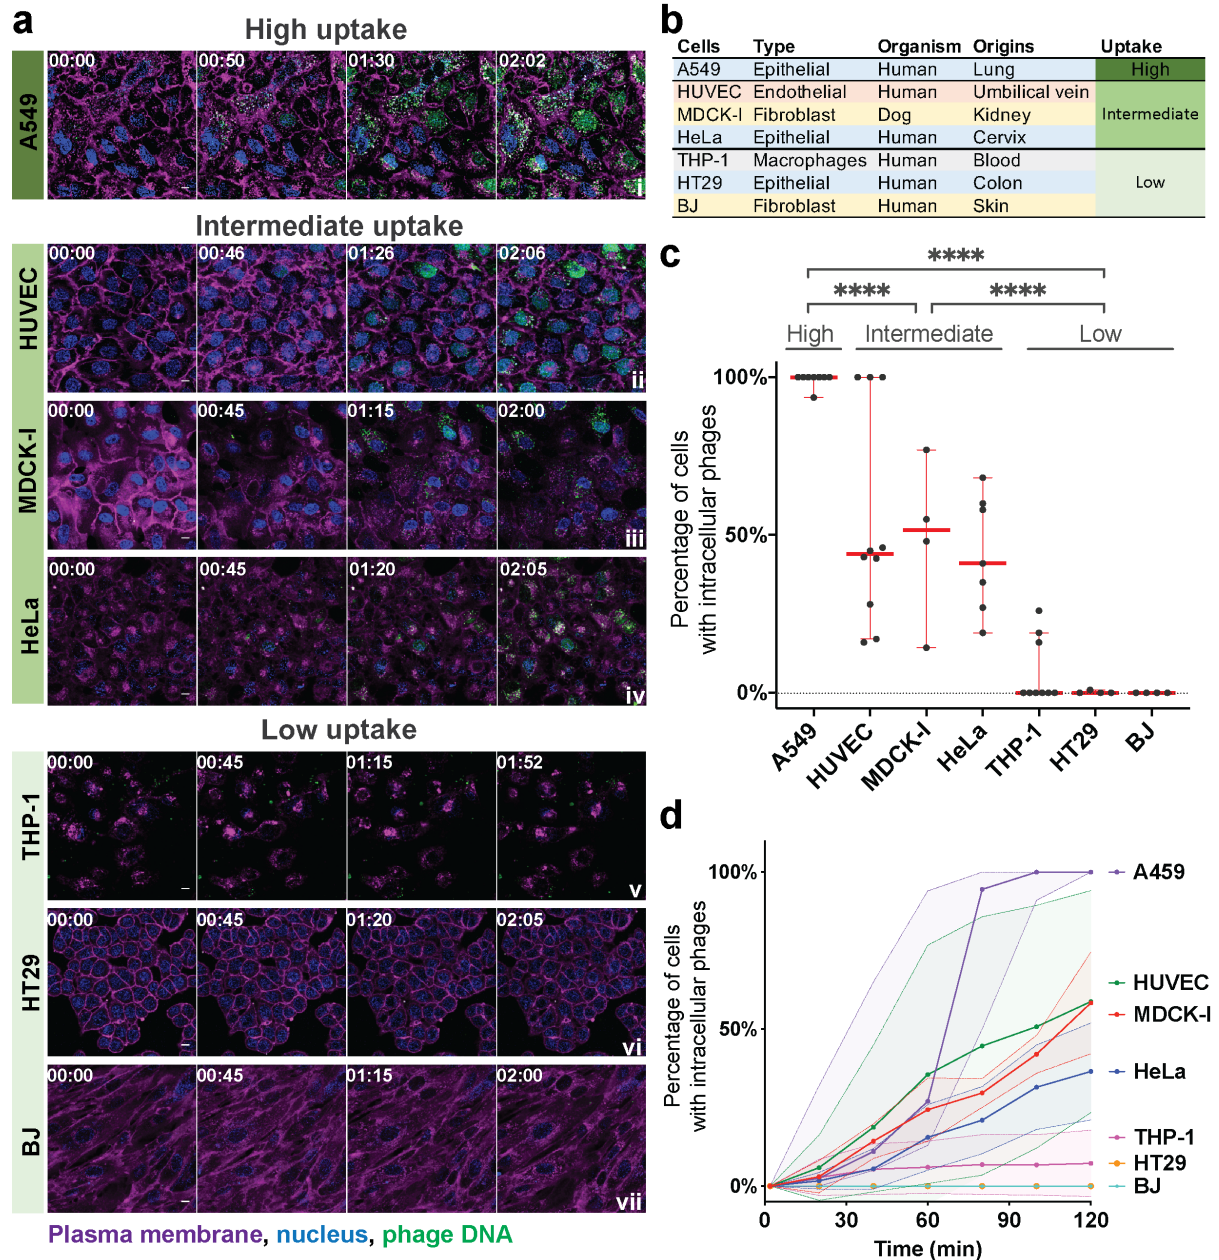 a
High uptake
A549
00:00 00:50 01:30 02:02
i
Intermediate uptake
HUVEC
00:00 00:46 01:26 02:06
ii
MDCK-I
00:00 00:45 01:15 02:00
iii
HeLa
00:00 00:45 01:20 02:05
iv
Low uptake
THP-1
00:00 00:45 01:15 01:52
v
HT29
00:00 00:45 01:20 02:05
vi
BJ
00:00 00:45 01:15 02:00
vii
Plasma membrane, nucleus, phage DNA
b
Cells Type Organism Origins Uptake
A549 Epithelial Human Lung High
HUVEC Endothelial Human Umbilical vein
MDCK-I Fibroblast Dog Kidney Intermediate
HeLa Epithelial Human Cervix
THP-1 Macrophages Human Blood
HT29 Epithelial Human Colon Low
BJ Fibroblast Human Skin
c
****
**** ****
High Intermediate Low
Percentage of cells
with intracellular phages
100%
50%
0%
A549 HUVEC MDCK-I HeLa THP-1 HT29 BJ
d
Percentage of cells
with intracellular phages
100%
50%
0%
A459
HUVEC
MDCK-I
HeLa
THP-1
HT29
BJ
0 30 60 90 120
Time (min)